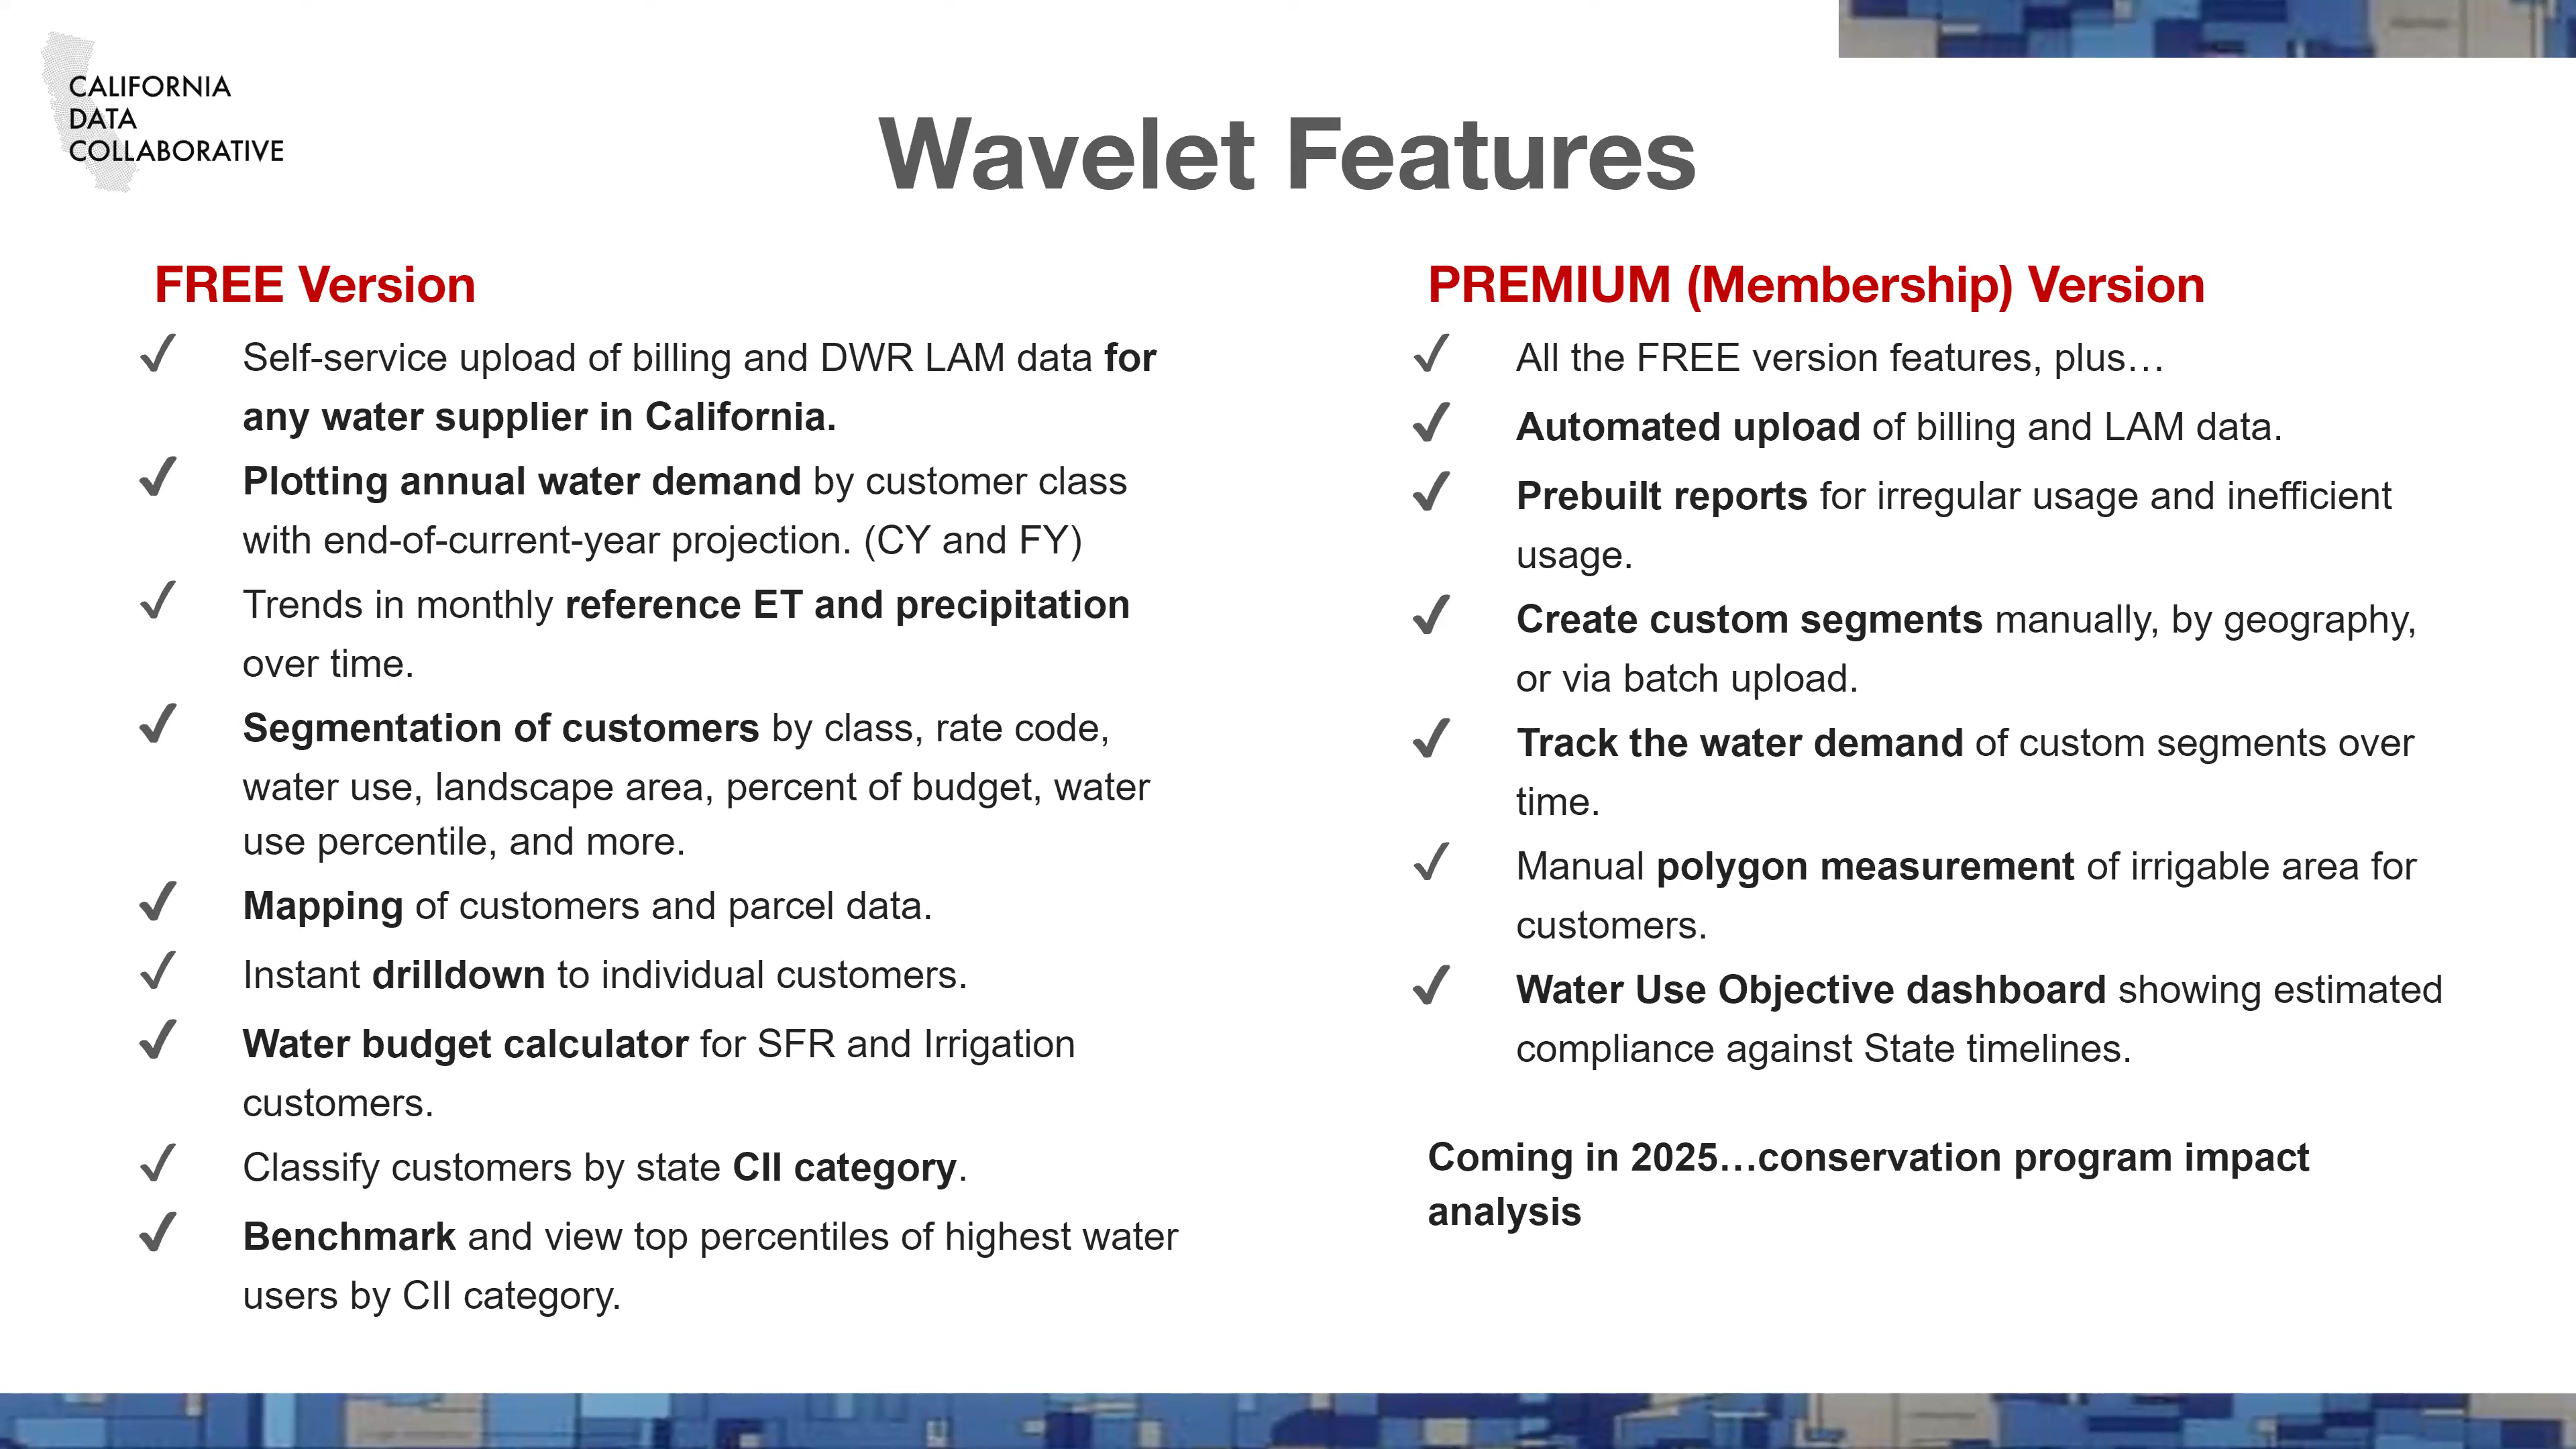 CALIFORNIA
DATA
COLLABORATIVE
Wavelet Features
FREE Version
✓ Self-service upload of billing and DWR LAM data for
any water supplier in California.
✓ Plotting annual water demand by customer class
with end-of-current-year projection. (CY and FY)
✓ Trends in monthly reference ET and precipitation
over time.
✓ Segmentation of customers by class, rate code,
water use, landscape area, percent of budget, water
use percentile, and more.
✓ Mapping of customers and parcel data.
✓ Instant drilldown to individual customers.
✓ Water budget calculator for SFR and Irrigation
customers.
✓ Classify customers by state CII category.
✓ Benchmark and view top percentiles of highest water
users by CII category.
PREMIUM (Membership) Version
✓ All the FREE version features, plus…
✓ Automated upload of billing and LAM data.
✓ Prebuilt reports for irregular usage and inefficient
usage.
✓ Create custom segments manually, by geography,
or via batch upload.
✓ Track the water demand of custom segments over
time.
✓ Manual polygon measurement of irrigable area for
customers.
✓ Water Use Objective dashboard showing estimated
compliance against State timelines.
Coming in 2025…conservation program impact
analysis